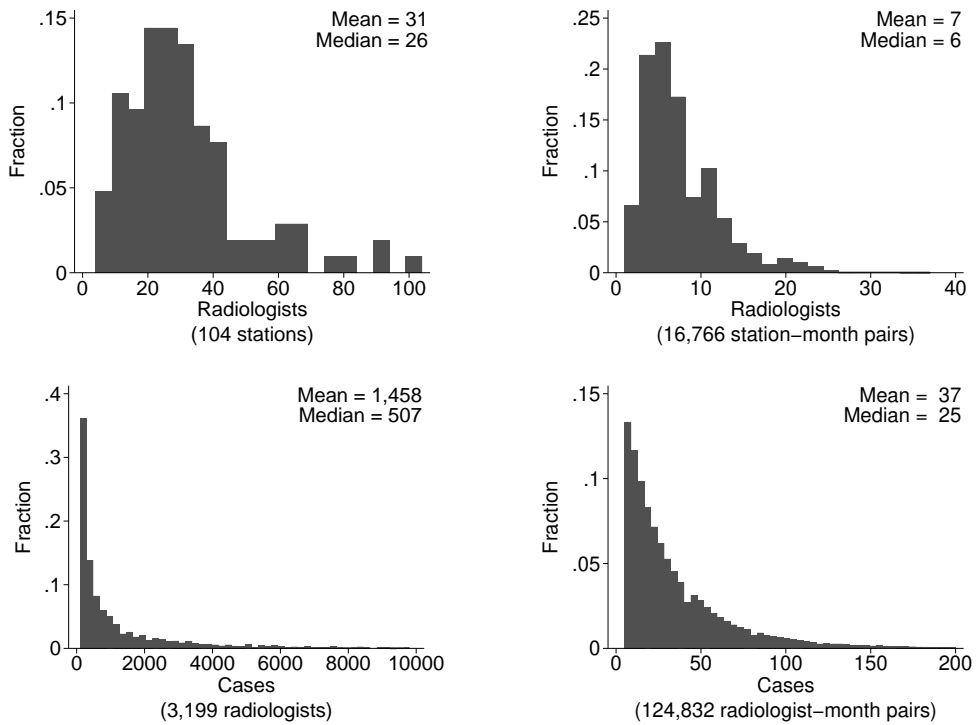 Mean = 31
Median = 26
.15
.1
.05
0
Fraction
0
20
40
60
80
100
Radiologists
(104 stations)
Mean = 7
Median = 6
.25
.2
.15
.1
.05
0
Fraction
0
10
20
30
40
Radiologists
(16,766 station−month pairs)
Mean = 1,458
Median = 507
.4
.3
.2
.1
0
Fraction
0
2000
4000
6000
8000
10000
Cases
(3,199 radiologists)
Mean = 37
Median = 25
.15
.1
.05
0
Fraction
0
50
100
150
200
Cases
(124,832 radiologist−month pairs)